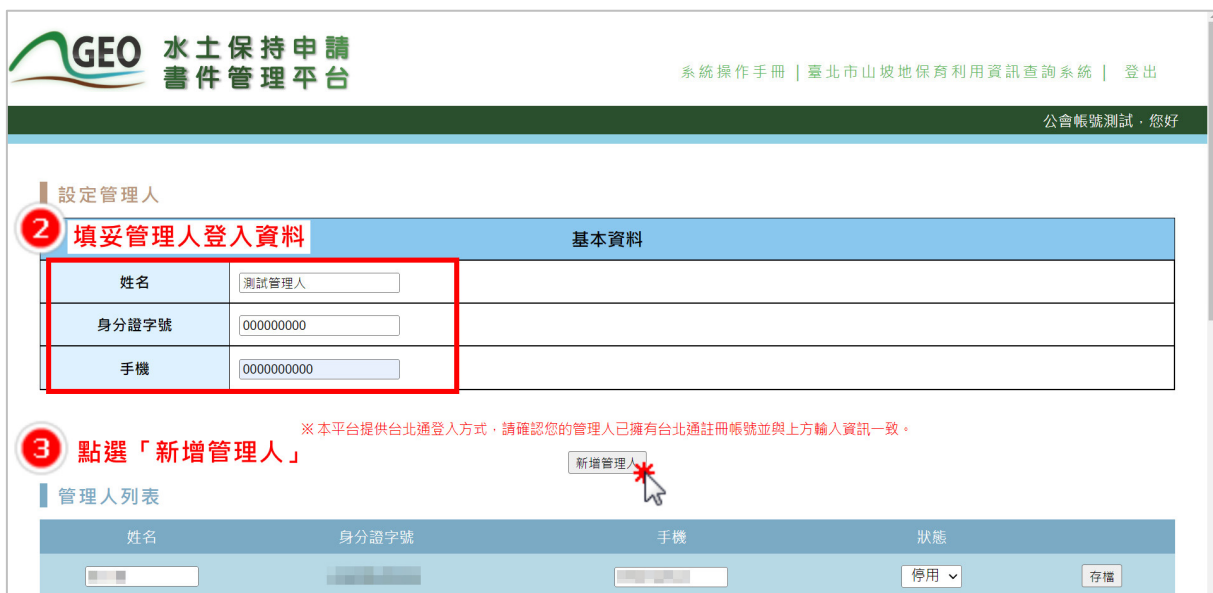 GEO 水土保持申請
書件管理平台
系統操作手冊 | 臺北市山坡地保育利用資訊查詢系統 | 登出
公會帳號測試,您好
設定管理人
2 填妥管理人登入資料
基本資料
姓名 測試管理人
身分證字號 000000000
手機 0000000000
※ 本平台提供台北通登入方式,請確認您的管理人已擁有台北通註冊帳號並與上方輸入資訊一致。
3 點選「新增管理人」
新增管理人
管理人列表
姓名 身分證字號 手機 狀態
停用 存檔